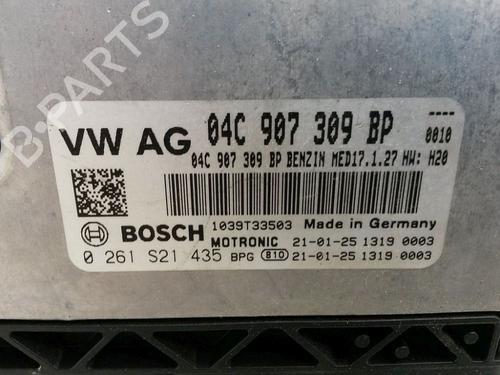 B-PARTS
VW AG 04C 907 309 BP 0010
04C 907 309 BP BENZIN MED17.1.27 HW: H20
1039T33503 Made in Germany
BOSCH MOTRONIC 21-01-25 1319 0003
0 261 S21 435 BPG 810 21-01-25 1319 0003